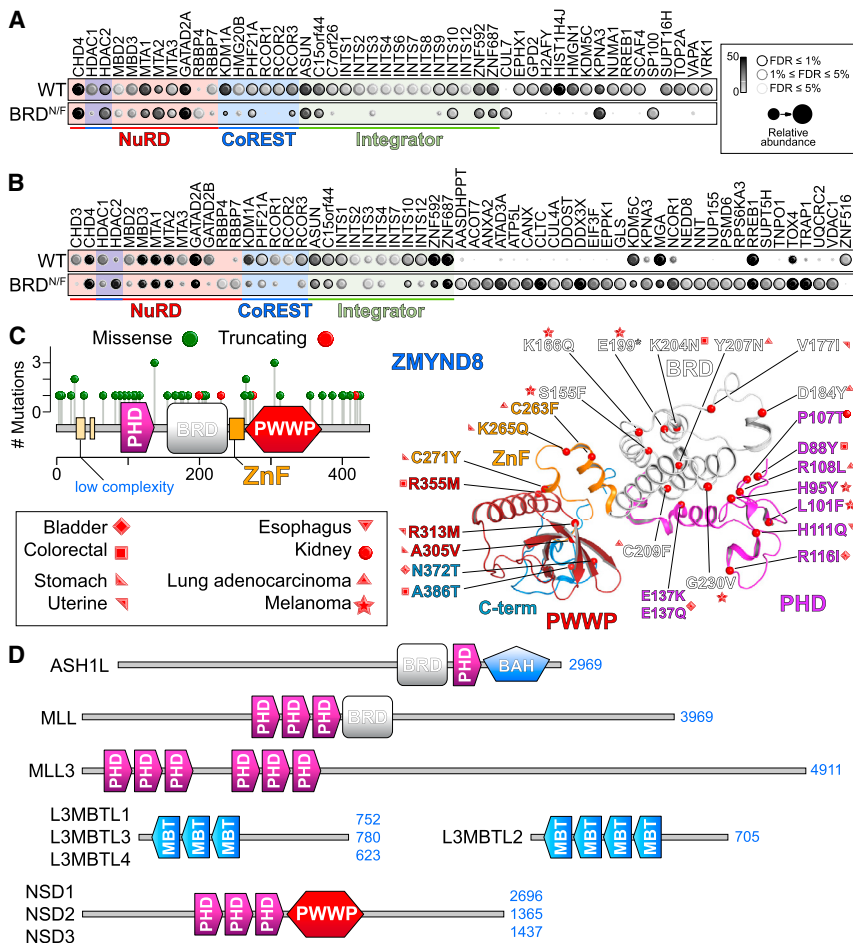 A
CHD4 HDAC1 HDAC2 MBD2 MBD3 MTA1 MTA2 MTA3 GATAD2A RBBP4 RBBP7 KDM1A HMG20B PHF21A RCOR1 RCOR2 RCOR3 ASUN C15orf44 C7orf26 INTS1 INTS2 INTS3 INTS4 INTS6 INTS7 INTS8 INTS9 INTS10 INTS12 ZNF592 ZNF687 CUL7 EHPX1 GPD2 H2AFY HIST1H4J HMGN1 KDM5C KPNA3 NUMA1 RREB1 SCAF4 SP100 SUPT16H TOP2A VAPA VRK1
WT
BRD^N/F
NuRD CoREST Integrator
50
0
FDR ≤ 1%
1% ≤ FDR ≤ 5%
FDR ≤ 5%
Relative
abundance
B
CHD3 CHD4 HDAC1 HDAC2 MBD2 MBD3 MTA1 MTA2 MTA3 GATAD2A GATAD2B RBBP4 RBBP7 KDM1A PHF21A RCOR1 RCOR2 RCOR3 ASUN C15orf44 INTS1 INTS2 INTS3 INTS4 INTS7 INTS10 INTS12 ZNF592 ZNF687 AASDHPPT ACOT7 ANXA2 ATAD3A ATP5L CANX CLTC CUL4A DDOST DDX3X EIF3F EPPK1 GLS KDM5C KPNA3 MGA NCOR1 NEDD8 NNT NUP155 PSMD6 RPS6KA3 RREB1 SUPT5H TNPO1 TOX4 TRAP1 UQCRC2 VDAC1 ZNF516
WT
BRD^N/F
NuRD CoREST Integrator
C
Missense Truncating
# Mutations
3
1
PHD BRD PWWP
ZnF
0 200 400
low complexity
Bladder Esophagus
Colorectal Kidney
Stomach Lung adenocarcinoma
Uterine Melanoma
ZMYND8
K166Q E199* K204N Y207N V177I
BRD
S155F D184Y
C263F P107T
K265Q D88Y
ZnF
C271Y R108L
R355M H95Y
L101F
R313M H111Q
A305V C209F R116I
N372T G230V
A386T E137K
E137Q
C-term
PWWP PHD
D
ASH1L BRD PHD BAH 2969
MLL PHD PHD PHD BRD 3969
MLL3 PHD PHD PHD PHD PHD PHD 4911
L3MBTL1 752
L3MBTL3 MBT MBT MBT 780
L3MBTL4 623
L3MBTL2 MBT MBT MBT MBT 705
NSD1 2696
NSD2 PHD PHD PHD PWWP 1365
NSD3 1437